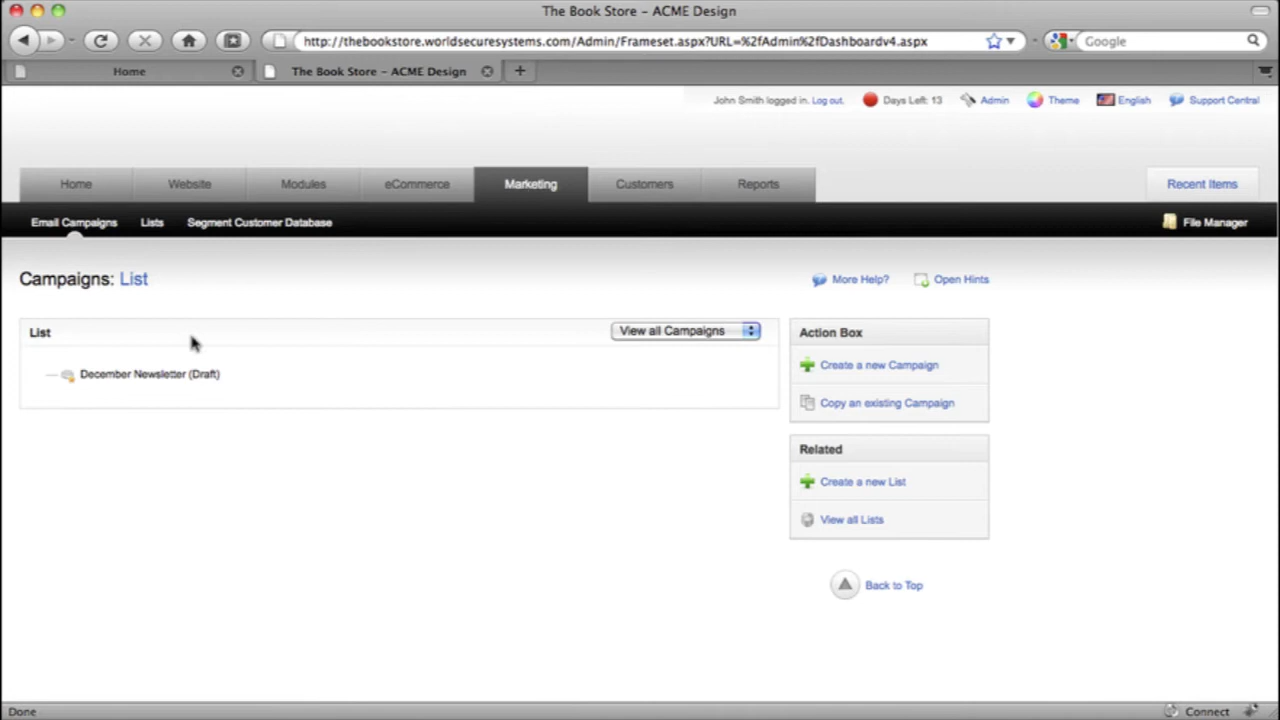 The Book Store – ACME Design
http://thebookstore.worldsecuresystems.com/Admin/Frameset.aspx?URL=%2fAdmin%2fDashboardv4.aspx
Google
Home
The Book Store – ACME Design
John Smith logged in. Log out.
Days Left: 13
Admin
Theme
English
Support Central
Home
Website
Modules
eCommerce
Marketing
Customers
Reports
Recent Items
Email Campaigns
Lists
Segment Customer Database
File Manager
Campaigns: List
More Help?
Open Hints
List
View all Campaigns
December Newsletter (Draft)
Action Box
Create a new Campaign
Copy an existing Campaign
Related
Create a new List
View all Lists
Back to Top
Done
Connect